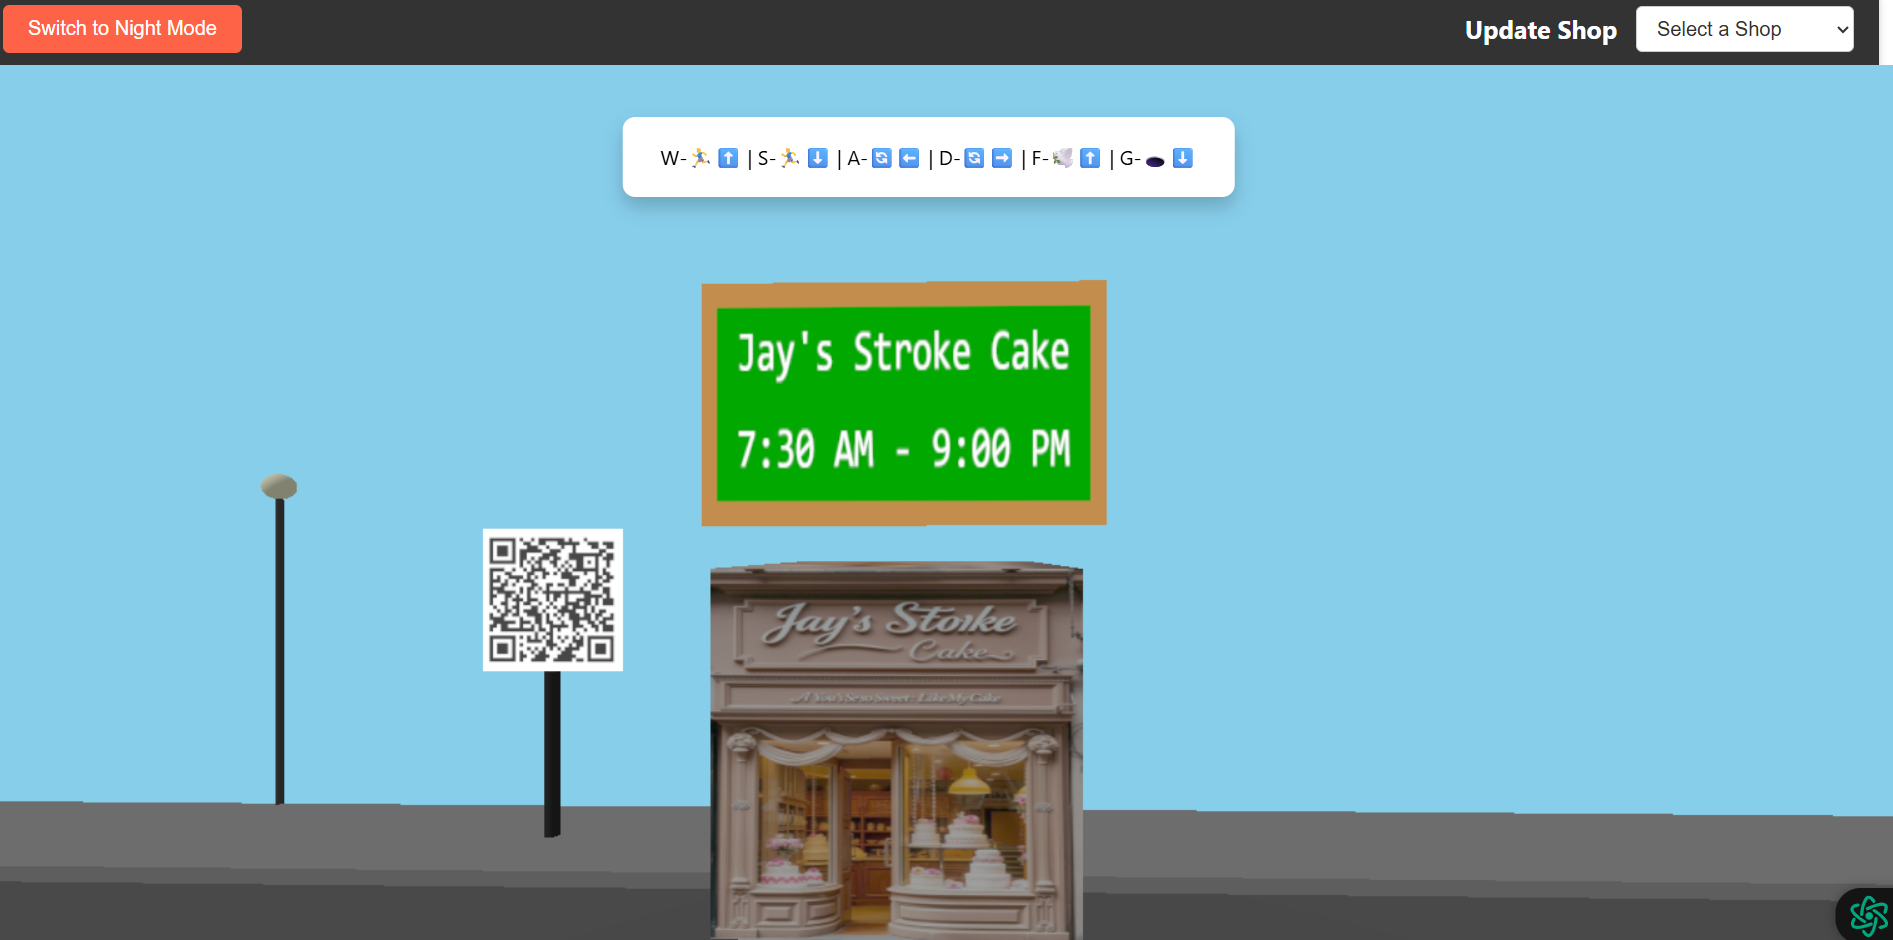 Switch to Night Mode
Update Shop
Select a Shop
W-🏃⬆️ | S-🏃⬇️ | A-🔄⬅️ | D-🔄➡️ | F-🕊️⬆️ | G-🕳️⬇️
Jay's Stroke Cake
7:30 AM - 9:00 PM
Jay's Storke
Cake